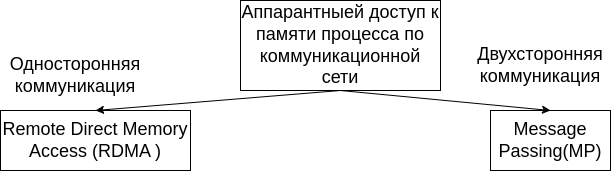 Аппарантныей доступ к
памяти процесса по
коммуникационной
сети
Односторонняя
коммуникация
Двухсторонняя
коммуникация
Remote Direct Memory
Access (RDMA )
Message
Passing(MP)